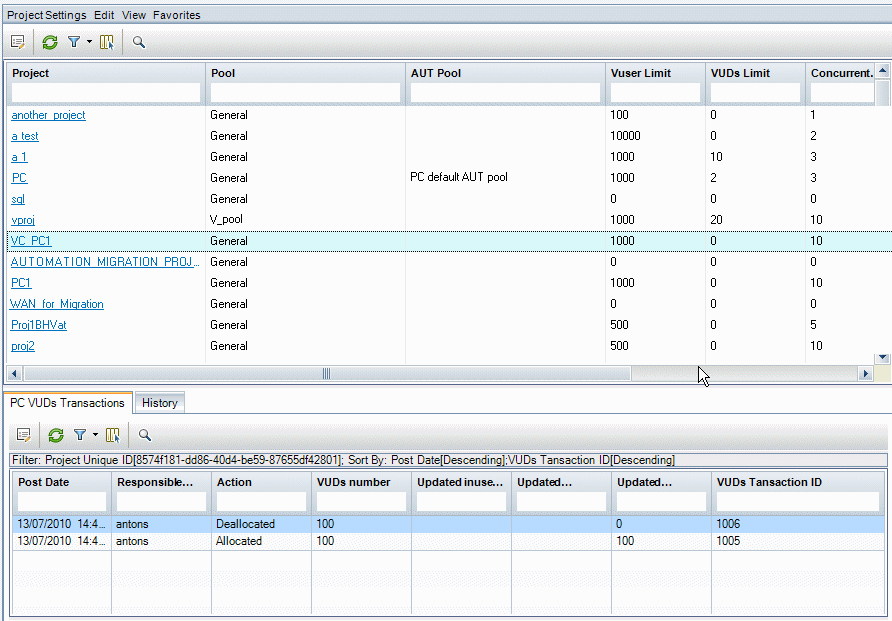 Project Settings Edit View Favorites
Project Pool AUT Pool Vuser Limit VUDs Limit Concurrent.
another_project General 100 0 1
a test General 10000 0 2
a 1 General 1000 10 3
PC General PC default AUT pool 1000 2 3
sql General 0 0 0
vproj V_pool 1000 20 10
VC_PC1 General 1000 0 10
AUTOMATION_MIGRATION_PROJ... General 0 0 0
PC1 General 1000 0 10
WAN_for_Migration General 0 0 0
Proj1BHVat General 500 0 5
proj2 General 500 0 10
PC VUDs Transactions History
Filter: Project Unique ID[8574f181-dd86-40d4-be59-87655df42801]; Sort By: Post Date[Descending];VUDs Tansaction ID[Descending]
Post Date Responsible... Action VUDs number Updated inuse... Updated... Updated... VUDs Tansaction ID
13/07/2010 14:4... antons Deallocated 100 0 1006
13/07/2010 14:4... antons Allocated 100 100 1005